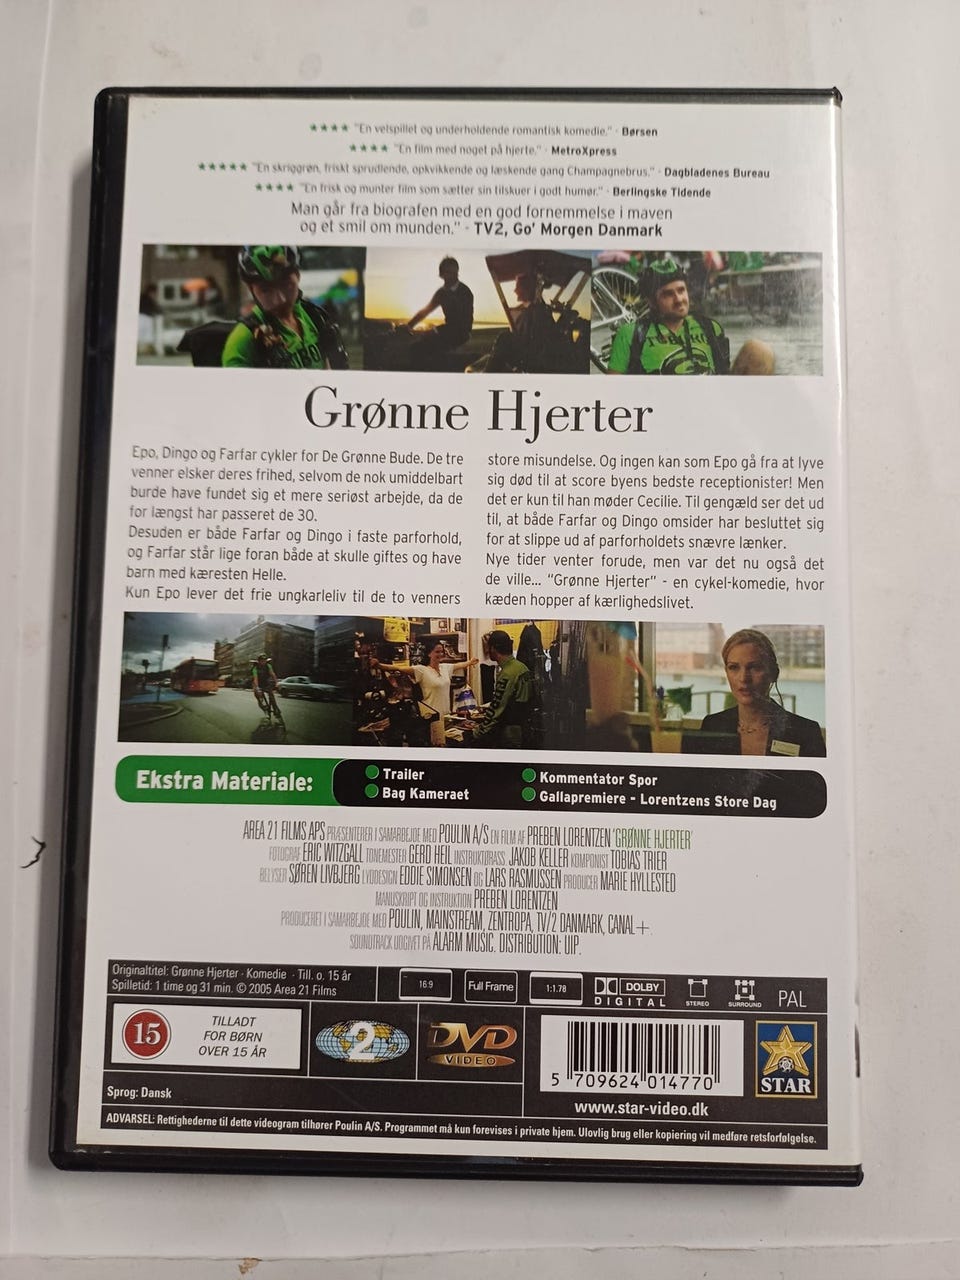 ★★★★ "En velspillet og underholdende romantisk komedie." - Børsen
★★★★ "En film med noget på hjerte." - MetroXpress
★★★★★ "En skriggrøn, friskt sprudlende, opkvikkende og læskende gang Champagnebrus." - Dagbladenes Bureau
★★★★ "En frisk og munter film som sætter sin tilskuer i godt humør." - Berlingske Tidende
Man går fra biografen med en god fornemmelse i maven
og et smil om munden." - TV2, Go' Morgen Danmark
Grønne Hjerter
Epo, Dingo og Farfar cykler for De Grønne Bude. De tre
venner elsker deres frihed, selvom de nok umiddelbart
burde have fundet sig et mere seriøst arbejde, da de
for længst har passeret de 30.
Desuden er både Farfar og Dingo i faste parforhold,
og Farfar står lige foran både at skulle giftes og have
barn med kæresten Helle.
Kun Epo lever det frie ungkarleliv til de to venners
store misundelse. Og ingen kan som Epo gå fra at lyve
sig død til at score byens bedste receptionister! Men
det er kun til han møder Cecilie. Til gengæld ser det ud
til, at både Farfar og Dingo omsider har besluttet sig
for at slippe ud af parforholdets snævre lænker.
Nye tider venter forude, men var det nu også det
de ville... "Grønne Hjerter" - en cykel-komedie, hvor
kæden hopper af kærlighedslivet.
Ekstra Materiale:
Trailer
Bag Kameraet
Kommentator Spor
Gallapremiere - Lorentzens Store Dag
AREA 21 FILMS APS PRÆSENTERER I SAMARBEJDE MED POULIN A/S EN FILM AF PREBEN LORENTZEN 'GRØNNE HJERTER'
FOTOGRAF ERIC WITZGALL TONEMESTER GERD HEIL INSTRUKTØRASS. JAKOB KELLER KOMPONIST TOBIAS TRIER
BELYSER SØREN LIVBJERG LYDDESIGN EDDIE SIMONSEN OG LARS RASMUSSEN PRODUCER MARIE HYLLESTED
MANUSKRIPT OG INSTRUKTION PREBEN LORENTZEN
PRODUCERET I SAMARBEJDE MED POULIN, MAINSTREAM, ZENTROPA, TV/2 DANMARK, CANAL+.
SOUNDTRACK UDGIVET PÅ ALARM MUSIC. DISTRIBUTION: UIP.
Originaltitel: Grønne Hjerter · Komedie · Till. o. 15 år
Spilletid: 1 time og 31 min. © 2005 Area 21 Films
16:9
Full Frame
1:1.78
DOLBY
DIGITAL
STEREO
SURROUND
PAL
15
TILLADT
FOR BØRN
OVER 15 ÅR
2
DVD
VIDEO
5 709624 014770
STAR
Sprog: Dansk
www.star-video.dk
ADVARSEL: Rettighederne til dette videogram tilhører Poulin A/S. Programmet må kun forevises i private hjem. Ulovlig brug eller kopiering vil medføre retsforfølgelse.